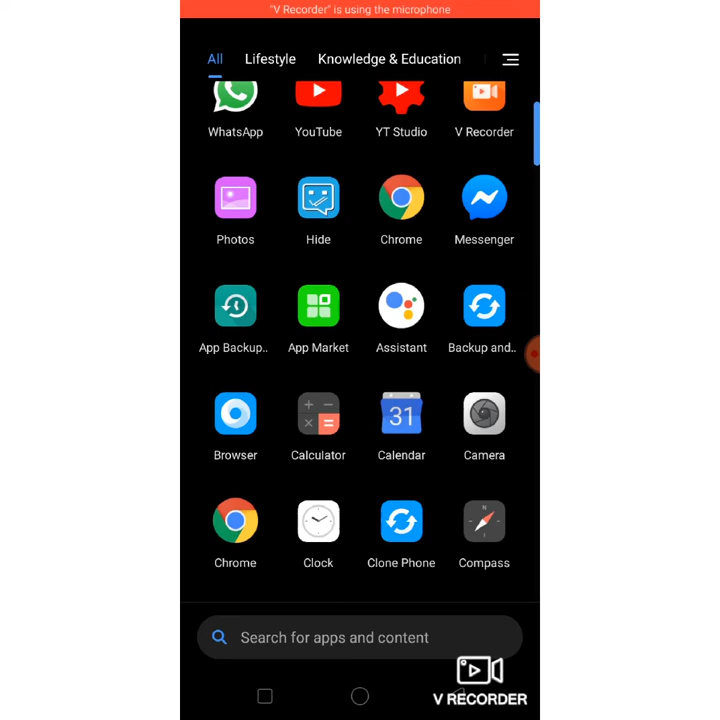 "V Recorder" is using the microphone
All Lifestyle Knowledge & Education
WhatsApp YouTube YT Studio V Recorder
Photos Hide Chrome Messenger
App Backup.. App Market Assistant Backup and..
31
Browser Calculator Calendar Camera
N
Chrome Clock Clone Phone Compass
Search for apps and content
V RECORDER